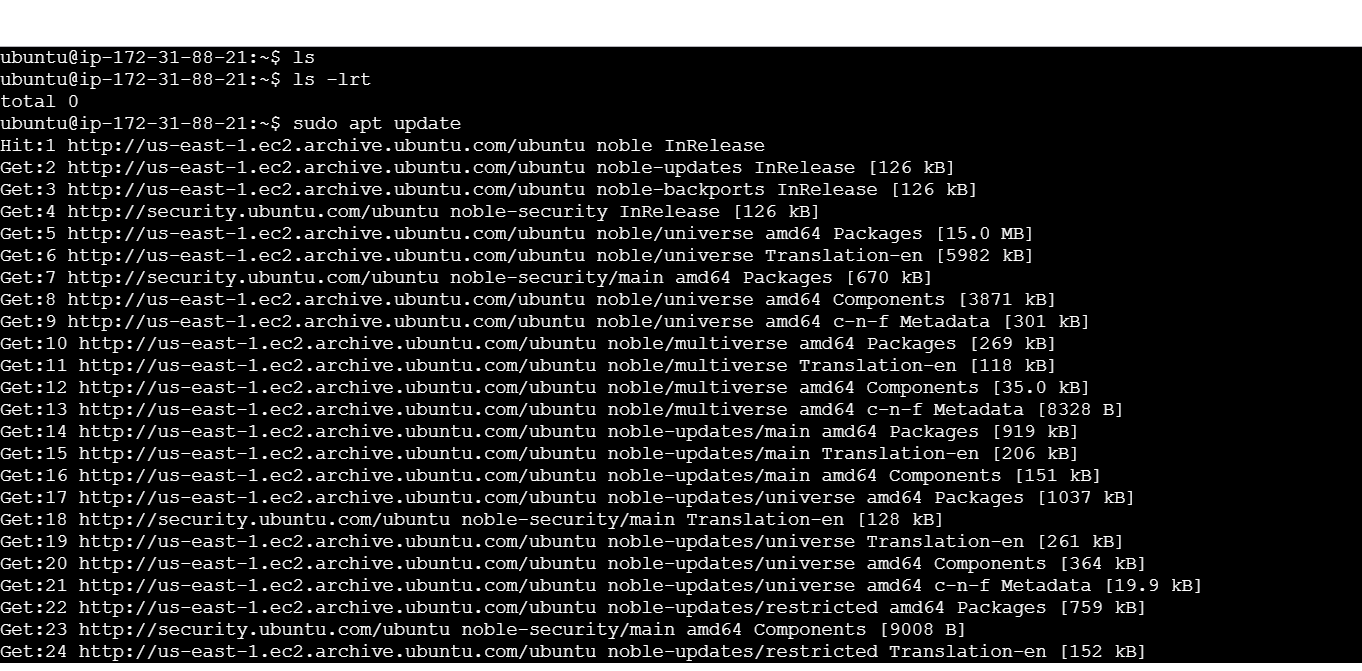 ubuntu@ip-172-31-88-21:~$ ls
ubuntu@ip-172-31-88-21:~$ ls -lrt
total 0
ubuntu@ip-172-31-88-21:~$ sudo apt update
Hit:1 http://us-east-1.ec2.archive.ubuntu.com/ubuntu noble InRelease
Get:2 http://us-east-1.ec2.archive.ubuntu.com/ubuntu noble-updates InRelease [126 kB]
Get:3 http://us-east-1.ec2.archive.ubuntu.com/ubuntu noble-backports InRelease [126 kB]
Get:4 http://security.ubuntu.com/ubuntu noble-security InRelease [126 kB]
Get:5 http://us-east-1.ec2.archive.ubuntu.com/ubuntu noble/universe amd64 Packages [15.0 MB]
Get:6 http://us-east-1.ec2.archive.ubuntu.com/ubuntu noble/universe Translation-en [5982 kB]
Get:7 http://security.ubuntu.com/ubuntu noble-security/main amd64 Packages [670 kB]
Get:8 http://us-east-1.ec2.archive.ubuntu.com/ubuntu noble/universe amd64 Components [3871 kB]
Get:9 http://us-east-1.ec2.archive.ubuntu.com/ubuntu noble/universe amd64 c-n-f Metadata [301 kB]
Get:10 http://us-east-1.ec2.archive.ubuntu.com/ubuntu noble/multiverse amd64 Packages [269 kB]
Get:11 http://us-east-1.ec2.archive.ubuntu.com/ubuntu noble/multiverse Translation-en [118 kB]
Get:12 http://us-east-1.ec2.archive.ubuntu.com/ubuntu noble/multiverse amd64 Components [35.0 kB]
Get:13 http://us-east-1.ec2.archive.ubuntu.com/ubuntu noble/multiverse amd64 c-n-f Metadata [8328 B]
Get:14 http://us-east-1.ec2.archive.ubuntu.com/ubuntu noble-updates/main amd64 Packages [919 kB]
Get:15 http://us-east-1.ec2.archive.ubuntu.com/ubuntu noble-updates/main Translation-en [206 kB]
Get:16 http://us-east-1.ec2.archive.ubuntu.com/ubuntu noble-updates/main amd64 Components [151 kB]
Get:17 http://us-east-1.ec2.archive.ubuntu.com/ubuntu noble-updates/universe amd64 Packages [1037 kB]
Get:18 http://security.ubuntu.com/ubuntu noble-security/main Translation-en [128 kB]
Get:19 http://us-east-1.ec2.archive.ubuntu.com/ubuntu noble-updates/universe Translation-en [261 kB]
Get:20 http://us-east-1.ec2.archive.ubuntu.com/ubuntu noble-updates/universe amd64 Components [364 kB]
Get:21 http://us-east-1.ec2.archive.ubuntu.com/ubuntu noble-updates/universe amd64 c-n-f Metadata [19.9 kB]
Get:22 http://us-east-1.ec2.archive.ubuntu.com/ubuntu noble-updates/restricted amd64 Packages [759 kB]
Get:23 http://security.ubuntu.com/ubuntu noble-security/main amd64 Components [9008 B]
Get:24 http://us-east-1.ec2.archive.ubuntu.com/ubuntu noble-updates/restricted Translation-en [152 kB]